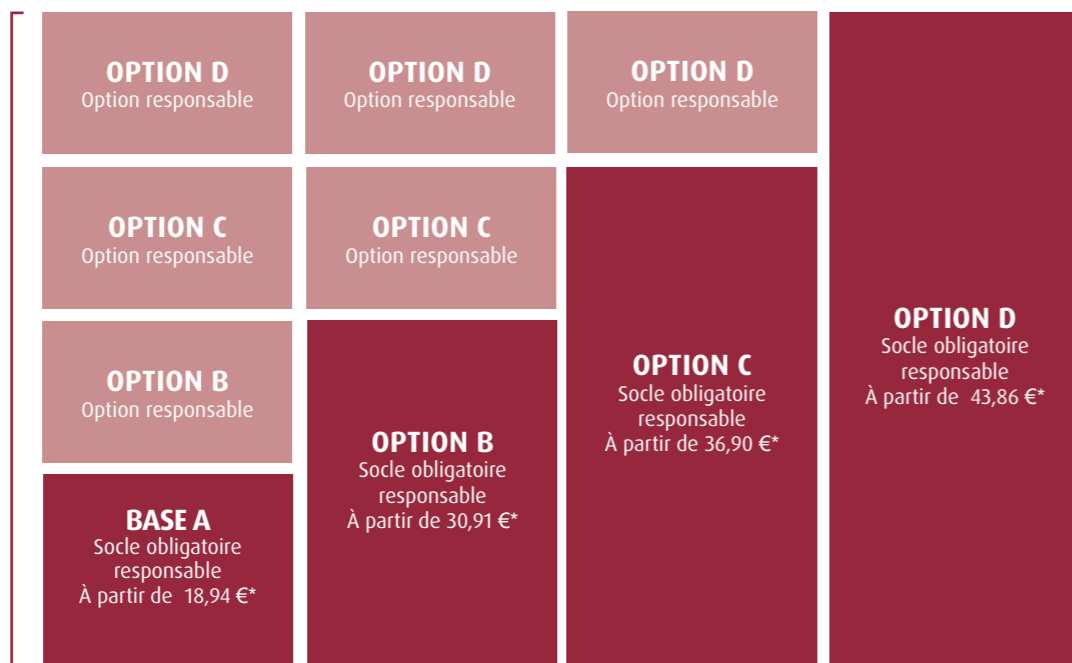 OPTION D
Option responsable
OPTION C
Option responsable
OPTION B
Option responsable
BASE A
Socle obligatoire
responsable
À partir de 18,94 €*
OPTION D
Option responsable
OPTION C
Option responsable
OPTION B
Socle obligatoire
responsable
À partir de 30,91 €*
OPTION D
Option responsable
OPTION C
Socle obligatoire
responsable
À partir de 36,90 €*
OPTION D
Socle obligatoire
responsable
À partir de 43,86 €*